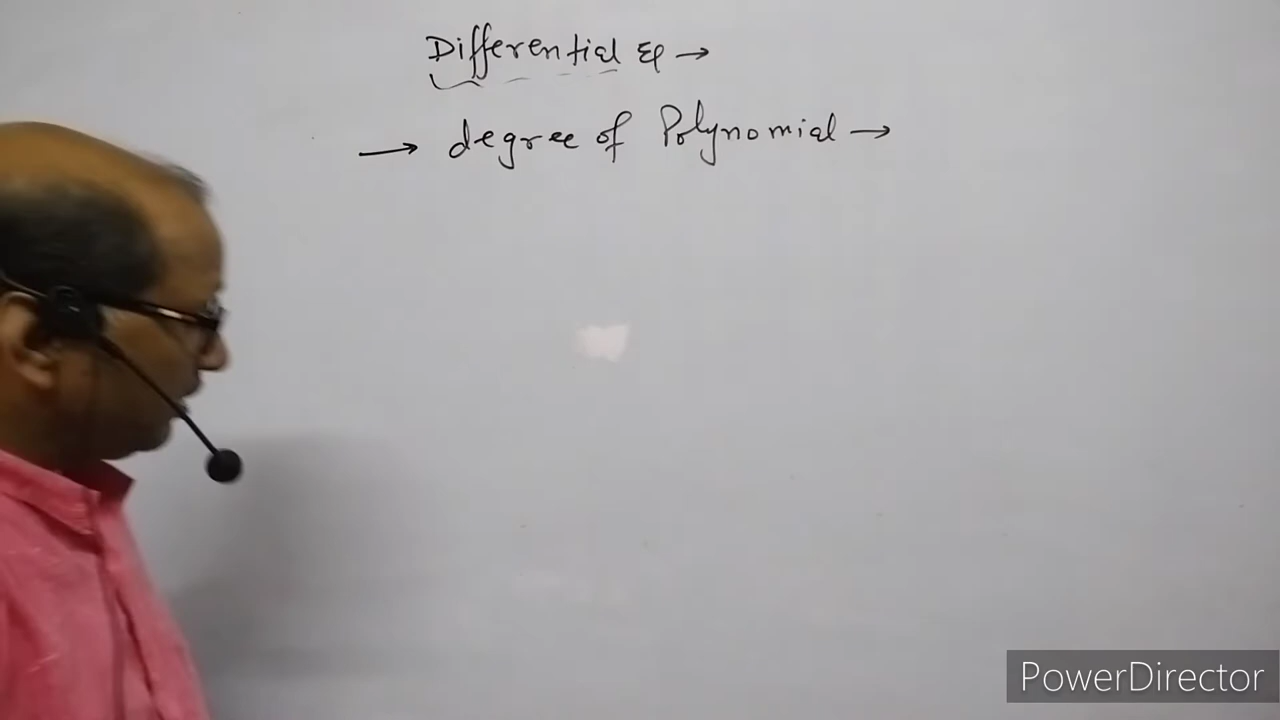 Differential Eq →
→ degree of Polynomial →
PowerDirector